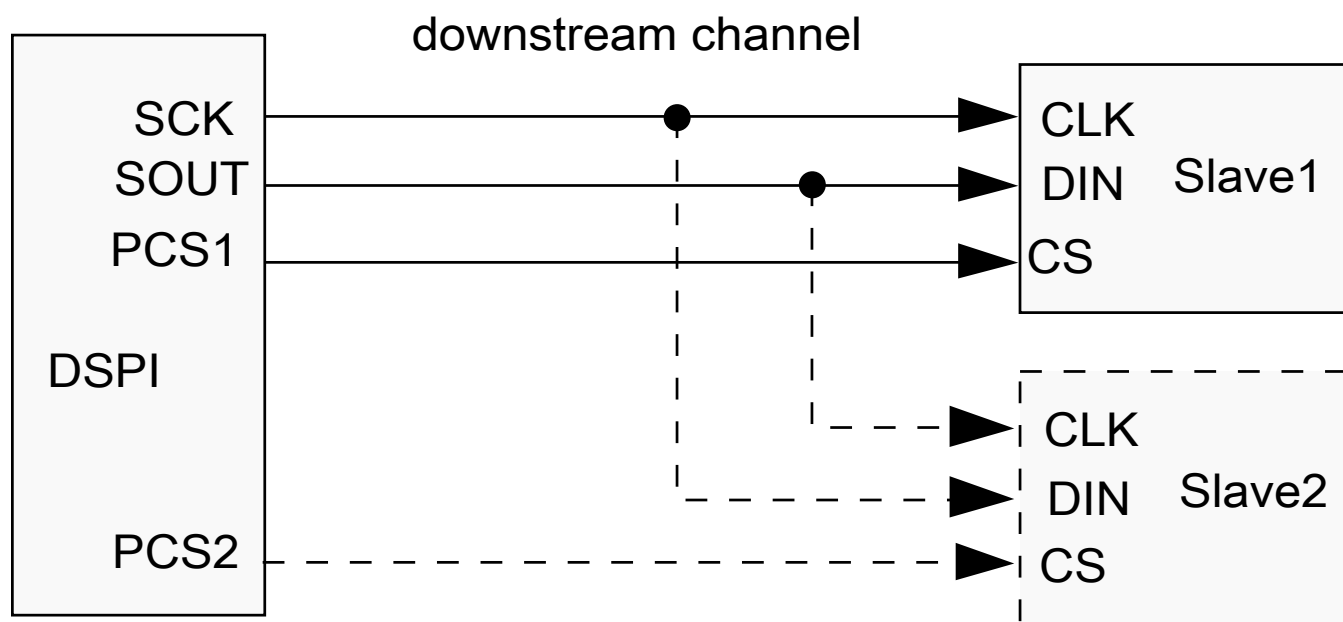 downstream channel
SCK
SOUT
PCS1
DSPI
PCS2
CLK
DIN
CS
Slave1
CLK
DIN
CS
Slave2